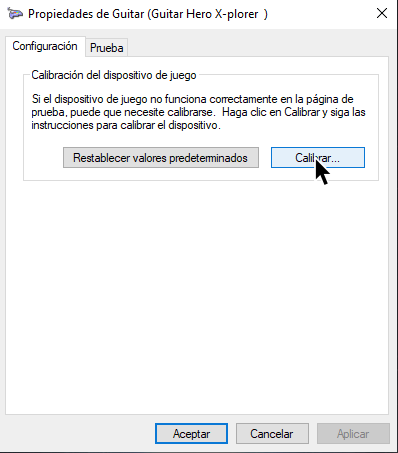 Propiedades de Guitar (Guitar Hero X-plorer )
Configuración
Prueba
Calibración del dispositivo de juego
Si el dispositivo de juego no funciona correctamente en la página de
prueba, puede que necesite calibrarse. Haga clic en Calibrar y siga las
instrucciones para calibrar el dispositivo.
Restablecer valores predeterminados
Calibrar...
Aceptar
Cancelar
Aplicar